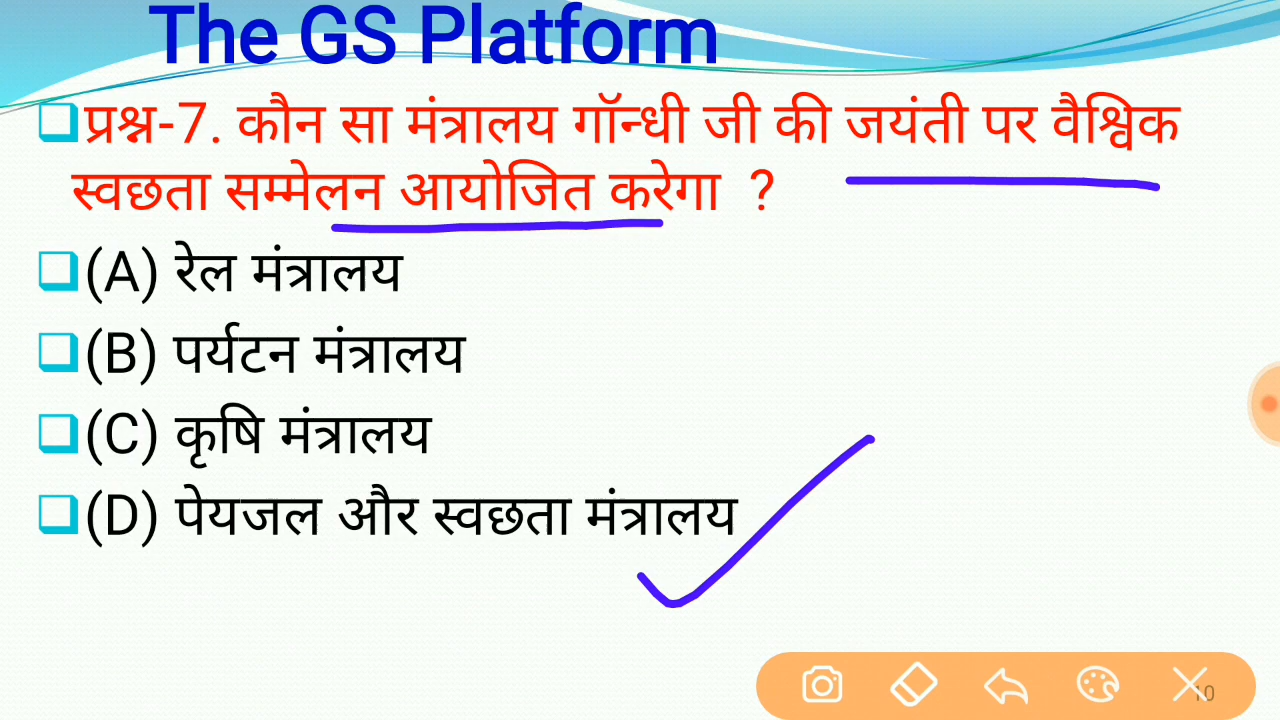 The GS Platform
प्रश्न-7. कौन सा मंत्रालय गॉन्धी जी की जयंती पर वैश्विक
स्वछता सम्मेलन आयोजित करेगा ?
(A) रेल मंत्रालय
(B) पर्यटन मंत्रालय
(C) कृषि मंत्रालय
(D) पेयजल और स्वछता मंत्रालय
10